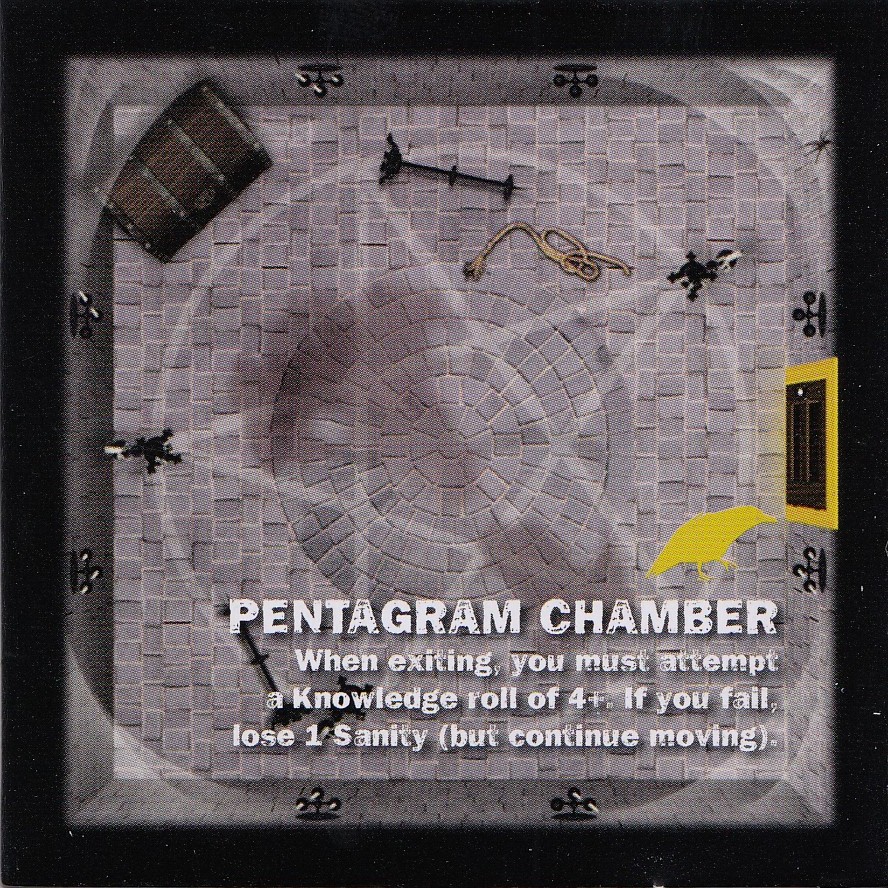 PENTAGRAM CHAMBER
When exiting, you must attempt
a Knowledge roll of 4+. If you fail,
lose 1 Sanity (but continue moving).